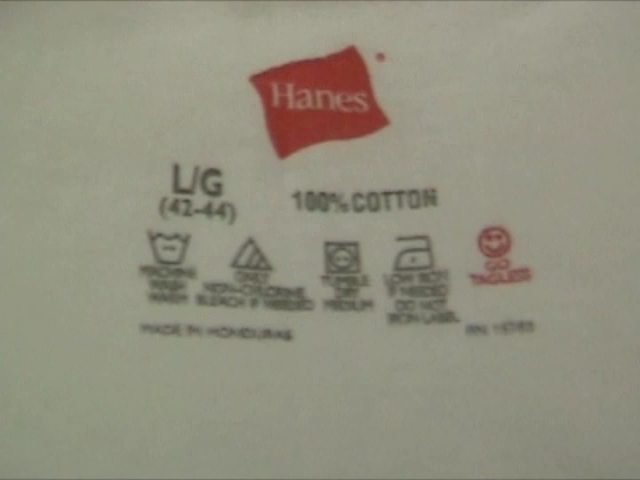 Hanes
L/G
(42-44)
100% COTTON
MACHINE
WASH
WARM
ONLY
NON-CHLORINE
BLEACH IF NEEDED
TUMBLE
DRY
MEDIUM
LOW IRON
IF NEEDED
DO NOT
IRON LABEL
GO
TAGLESS
MADE IN HONDURAS
RN